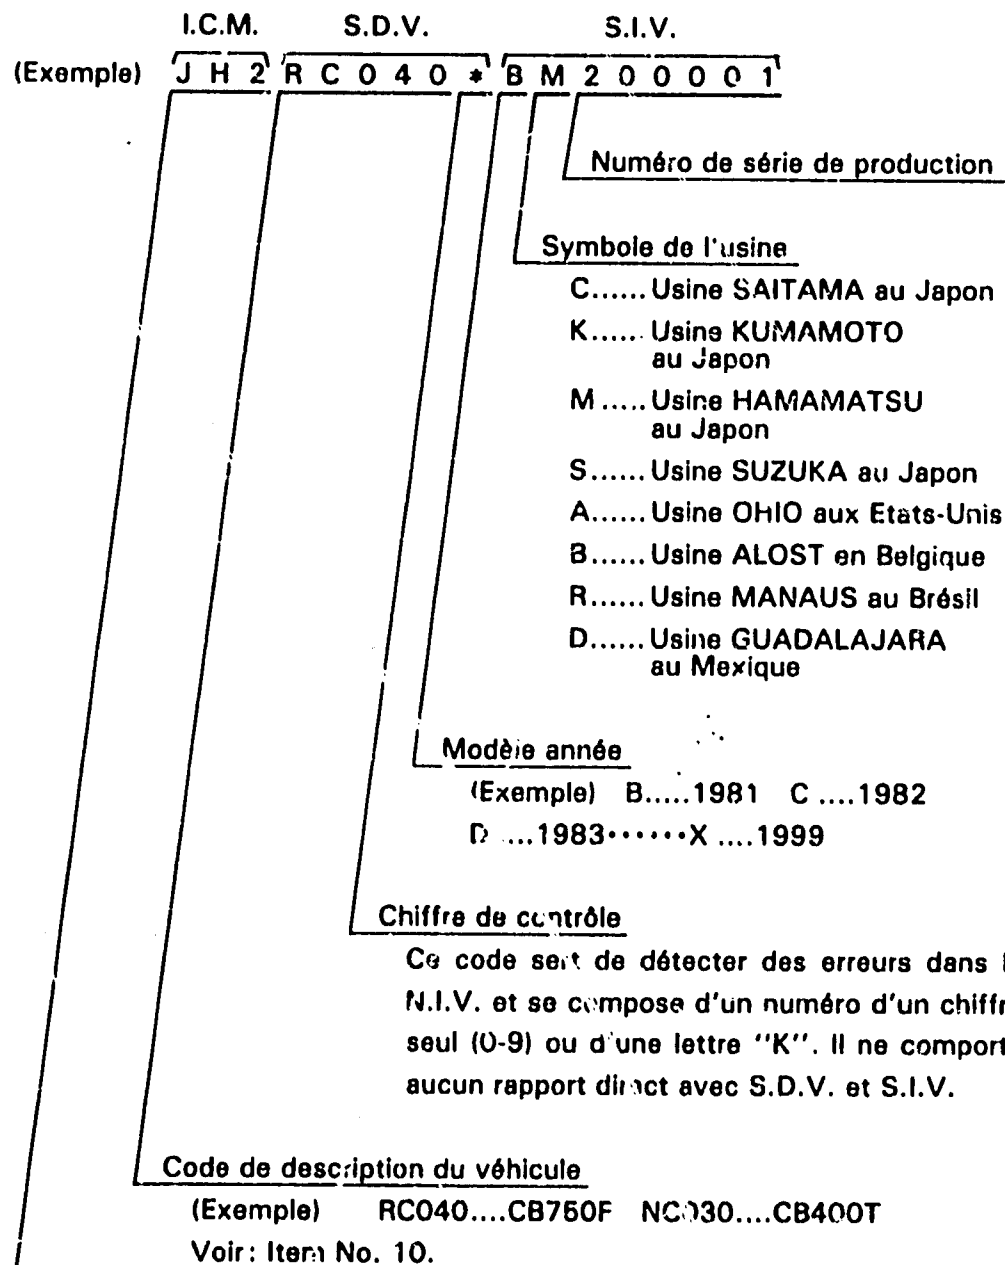 I.C.M. S.D.V. S.I.V.
(Exemple) J H 2 R C 0 4 0 * B M 2 0 0 0 0 1
Numéro de série de production
Symbole de l'usine
C...... Usine SAITAMA au Japon
K...... Usine KUMAMOTO
au Japon
M ..... Usine HAMAMATSU
au Japon
S...... Usine SUZUKA au Japon
A...... Usine OHIO aux Etats-Unis
B...... Usine ALOST en Belgique
R...... Usine MANAUS au Brésil
D...... Usine GUADALAJARA
au Mexique
Modèle année
(Exemple) B.....1981 C ....1982
D ....1983······X ....1999
Chiffre de contrôle
Ce code sert de détecter des erreurs dans
N.I.V. et se compose d'un numéro d'un chiffr
seul (0-9) ou d'une lettre "K". Il ne comport
aucun rapport direct avec S.D.V. et S.I.V.
Code de description du véhicule
(Exemple) RC040....CB750F NC030....CB400T
Voir: Item No. 10.